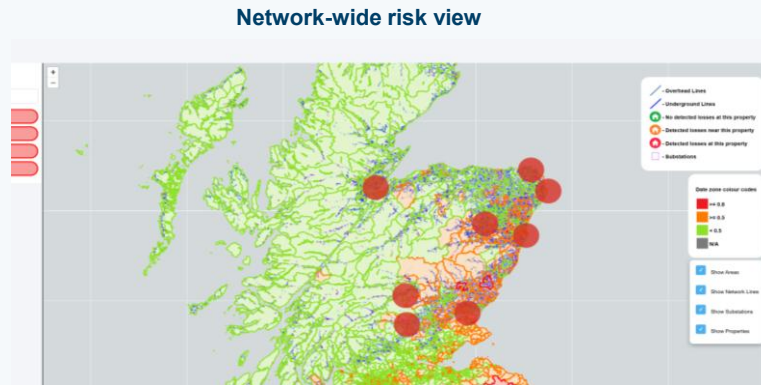 Network-wide risk view
+
−
- Overhead Lines
- Underground Lines
- No detected losses at this property
- Detected losses near this property
- Detected losses at this property
- Substations
Data zone colour codes
>= 0.8
>= 0.5
< 0.5
N/A
Show Areas
Show Network Lines
Show Substations
Show Properties